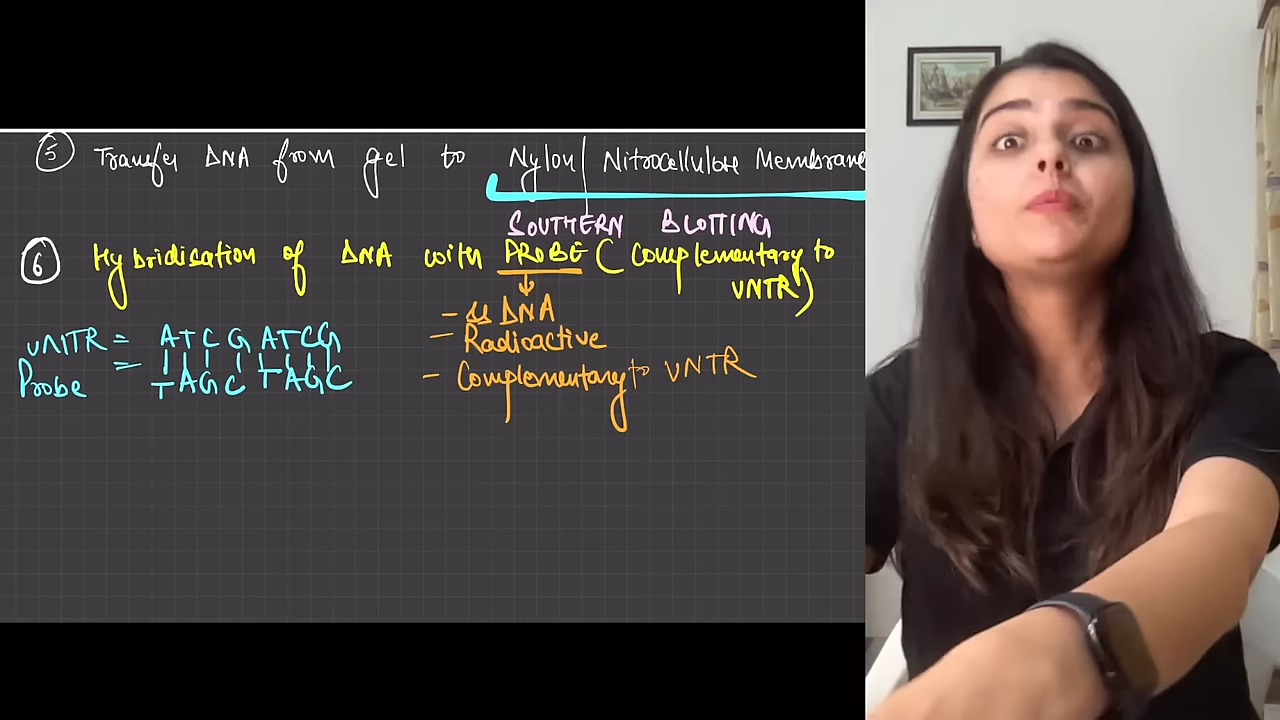 5 Transfer DNA from gel to Nylon/ Nitrocellulose Membrane
SOUTHERN BLOTTING
6 Hybridisation of DNA with PROBE (Complementary to VNTR)
- ss DNA
- Radioactive
- Complementary to VNTR
VNTR = ATCG ATCG
Probe = TAGC TAGC